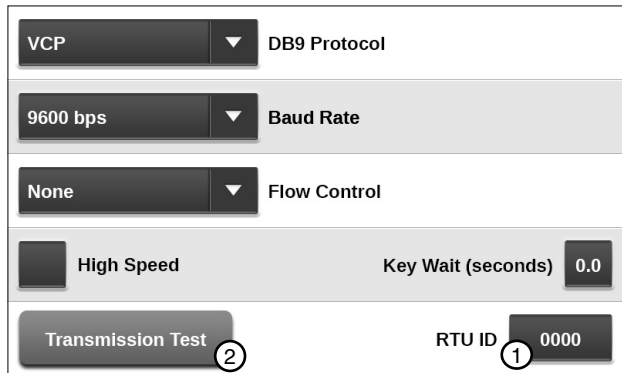 VCP DB9 Protocol
9600 bps Baud Rate
None Flow Control
High Speed Key Wait (seconds) 0.0
Transmission Test 2 RTU ID 1 0000